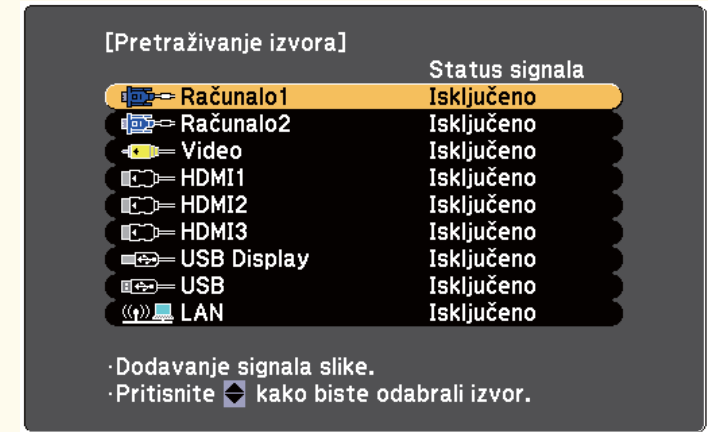 [Pretraživanje izvora]
Status signala
Računalo1 Isključeno
Računalo2 Isključeno
Video Isključeno
HDMI1 Isključeno
HDMI2 Isključeno
HDMI3 Isključeno
USB Display Isključeno
USB Isključeno
LAN Isključeno
·Dodavanje signala slike.
·Pritisnite kako biste odabrali izvor.